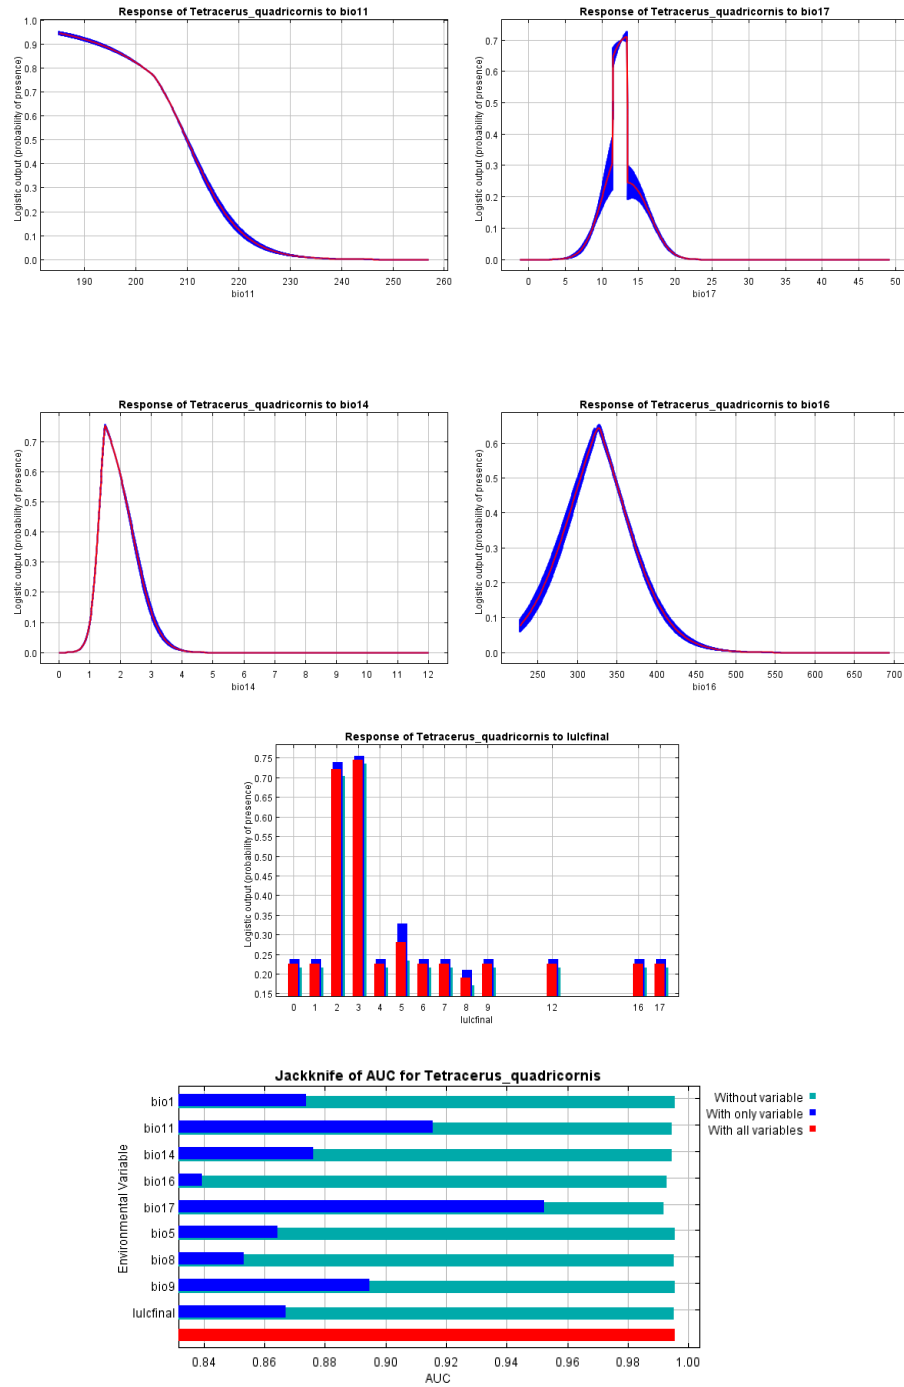 Response of Tetracerus_quadricornis to bio11
Logistic output (probability of presence)
1.0
0.9
0.8
0.7
0.6
0.5
0.4
0.3
0.2
0.1
0.0
190 200 210 220 230 240 250 260
bio11
Response of Tetracerus_quadricornis to bio17
Logistic output (probability of presence)
0.7
0.6
0.5
0.4
0.3
0.2
0.1
0.0
0 5 10 15 20 25 30 35 40 45 50
bio17
Response of Tetracerus_quadricornis to bio14
Logistic output (probability of presence)
0.7
0.6
0.5
0.4
0.3
0.2
0.1
0.0
0 1 2 3 4 5 6 7 8 9 10 11 12
bio14
Response of Tetracerus_quadricornis to bio16
Logistic output (probability of presence)
0.6
0.5
0.4
0.3
0.2
0.1
0.0
250 300 350 400 450 500 550 600 650 700
bio16
Response of Tetracerus_quadricornis to lulcfinal
Logistic output (probability of presence)
0.75
0.70
0.65
0.60
0.55
0.50
0.45
0.40
0.35
0.30
0.25
0.20
0.15
0 1 2 3 4 5 6 7 8 9 12 16 17
lulcfinal
Jackknife of AUC for Tetracerus_quadricornis
Environmental Variable
bio1
bio11
bio14
bio16
bio17
bio5
bio8
bio9
lulcfinal
0.84 0.86 0.88 0.90 0.92 0.94 0.96 0.98 1.00
AUC
Without variable
With only variable
With all variables